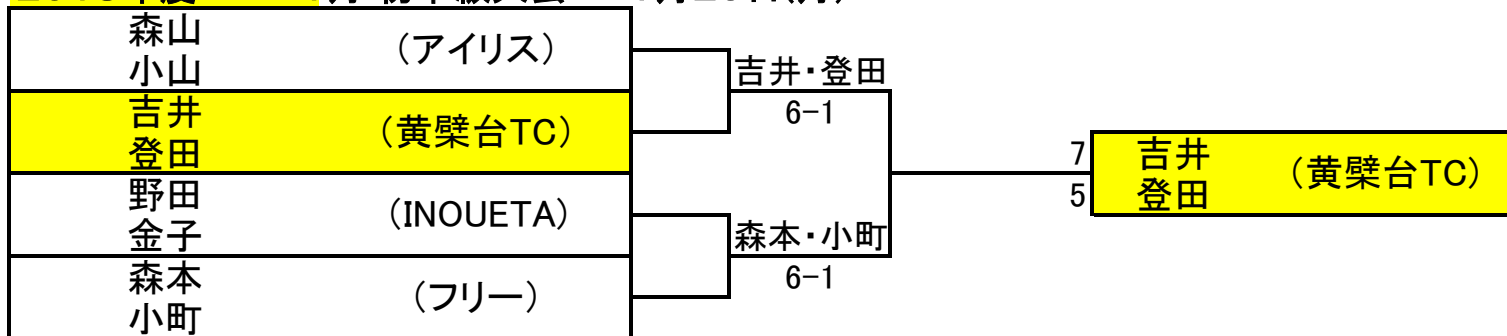 森山
小山
(アイリス)
吉井
登田
(黄檗台TC)
野田
金子
(INOUETA)
森本
小町
(フリー)
吉井・登田
6-1
森本・小町
6-1
7
5
吉井
登田
(黄檗台TC)